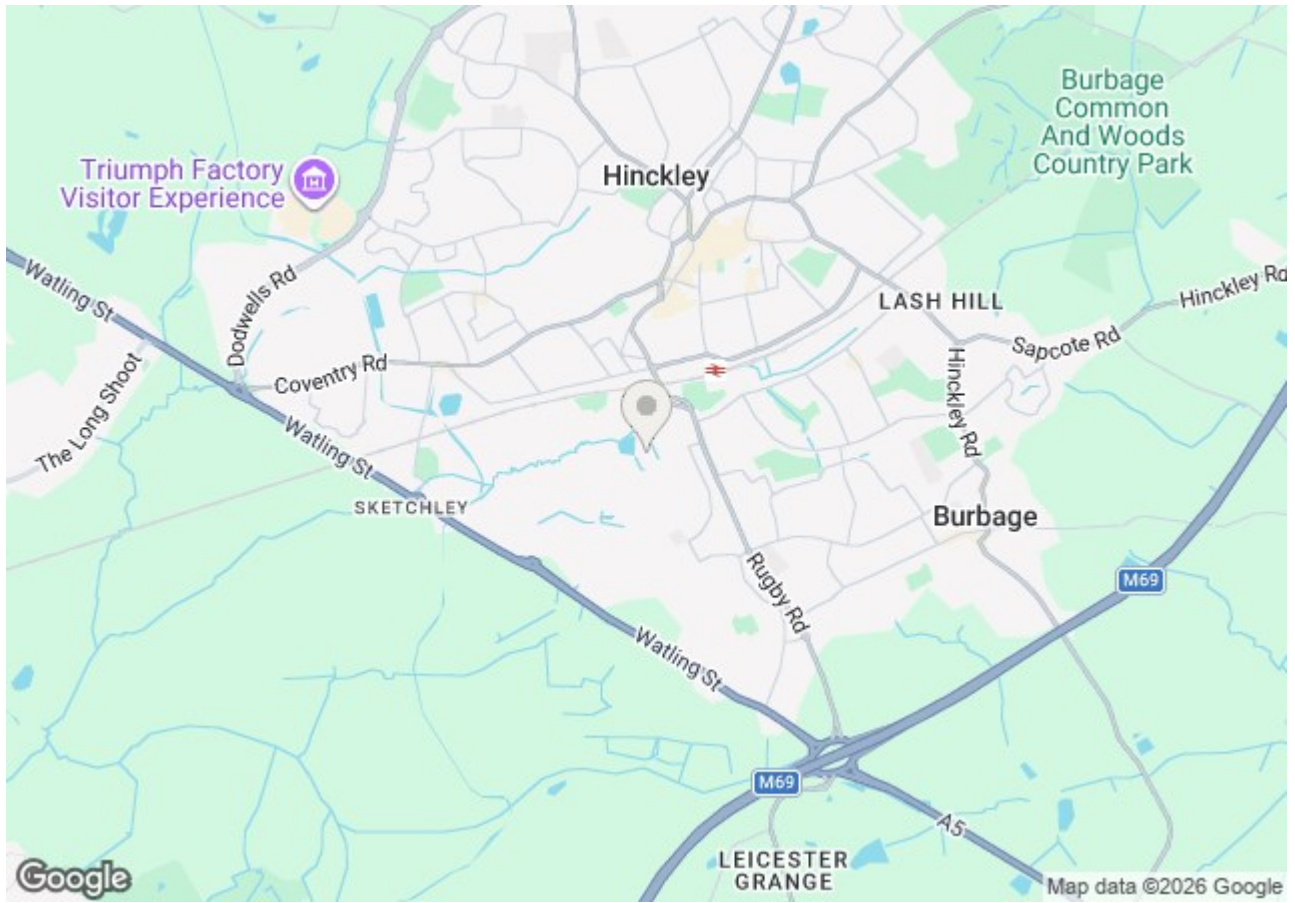 Burbage
Common
And Woods
Country Park
Triumph Factory
Visitor Experience
Hinckley
Watling St
Dodwells Rd
LASH HILL
Hinckley Rd
Sapcote Rd
The Long Shoot
Coventry Rd
Hinckley Rd
Watling St
SKETCHLEY
Burbage
Rugby Rd
M69
Watling St
M69
A5
LEICESTER
GRANGE
Google
Map data ©2026 Google